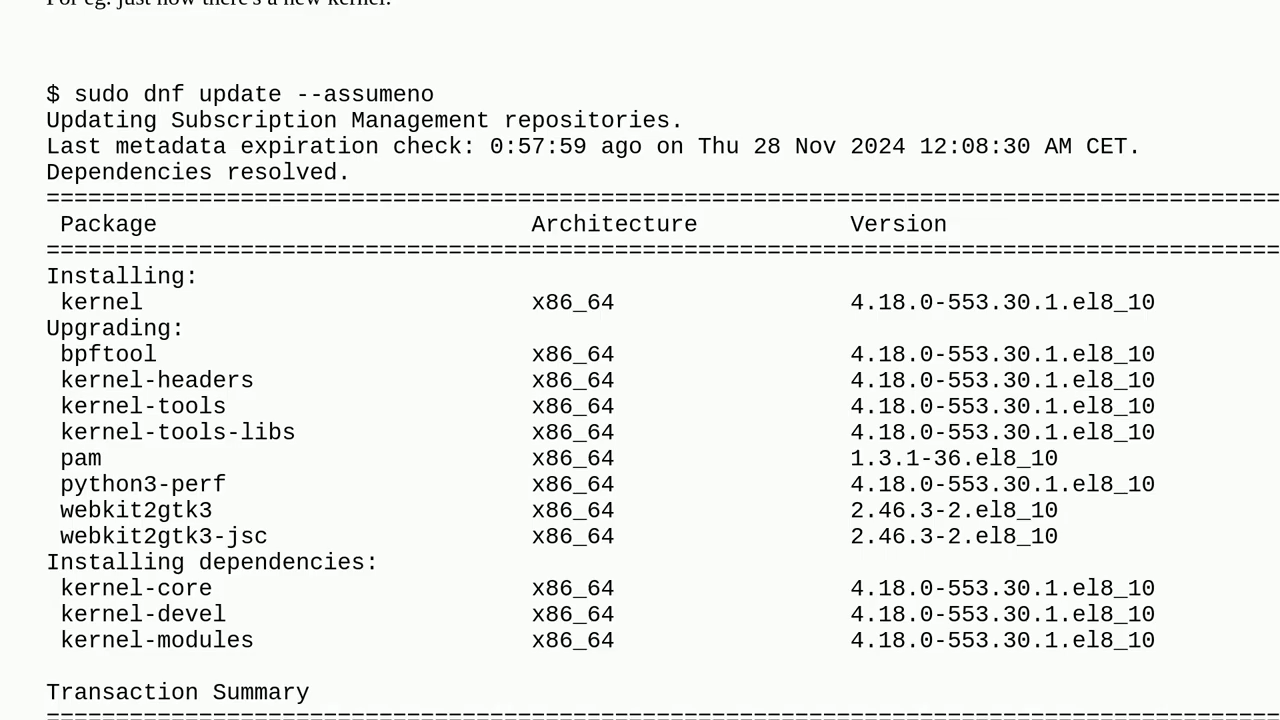 For eg. just now there's a new kernel.
$ sudo dnf update --assumeno
Updating Subscription Management repositories.
Last metadata expiration check: 0:57:59 ago on Thu 28 Nov 2024 12:08:30 AM CET.
Dependencies resolved.
=========================================================================================
Package Architecture Version
=========================================================================================
Installing:
kernel x86_64 4.18.0-553.30.1.el8_10
Upgrading:
bpftool x86_64 4.18.0-553.30.1.el8_10
kernel-headers x86_64 4.18.0-553.30.1.el8_10
kernel-tools x86_64 4.18.0-553.30.1.el8_10
kernel-tools-libs x86_64 4.18.0-553.30.1.el8_10
pam x86_64 1.3.1-36.el8_10
python3-perf x86_64 4.18.0-553.30.1.el8_10
webkit2gtk3 x86_64 2.46.3-2.el8_10
webkit2gtk3-jsc x86_64 2.46.3-2.el8_10
Installing dependencies:
kernel-core x86_64 4.18.0-553.30.1.el8_10
kernel-devel x86_64 4.18.0-553.30.1.el8_10
kernel-modules x86_64 4.18.0-553.30.1.el8_10
Transaction Summary
=========================================================================================